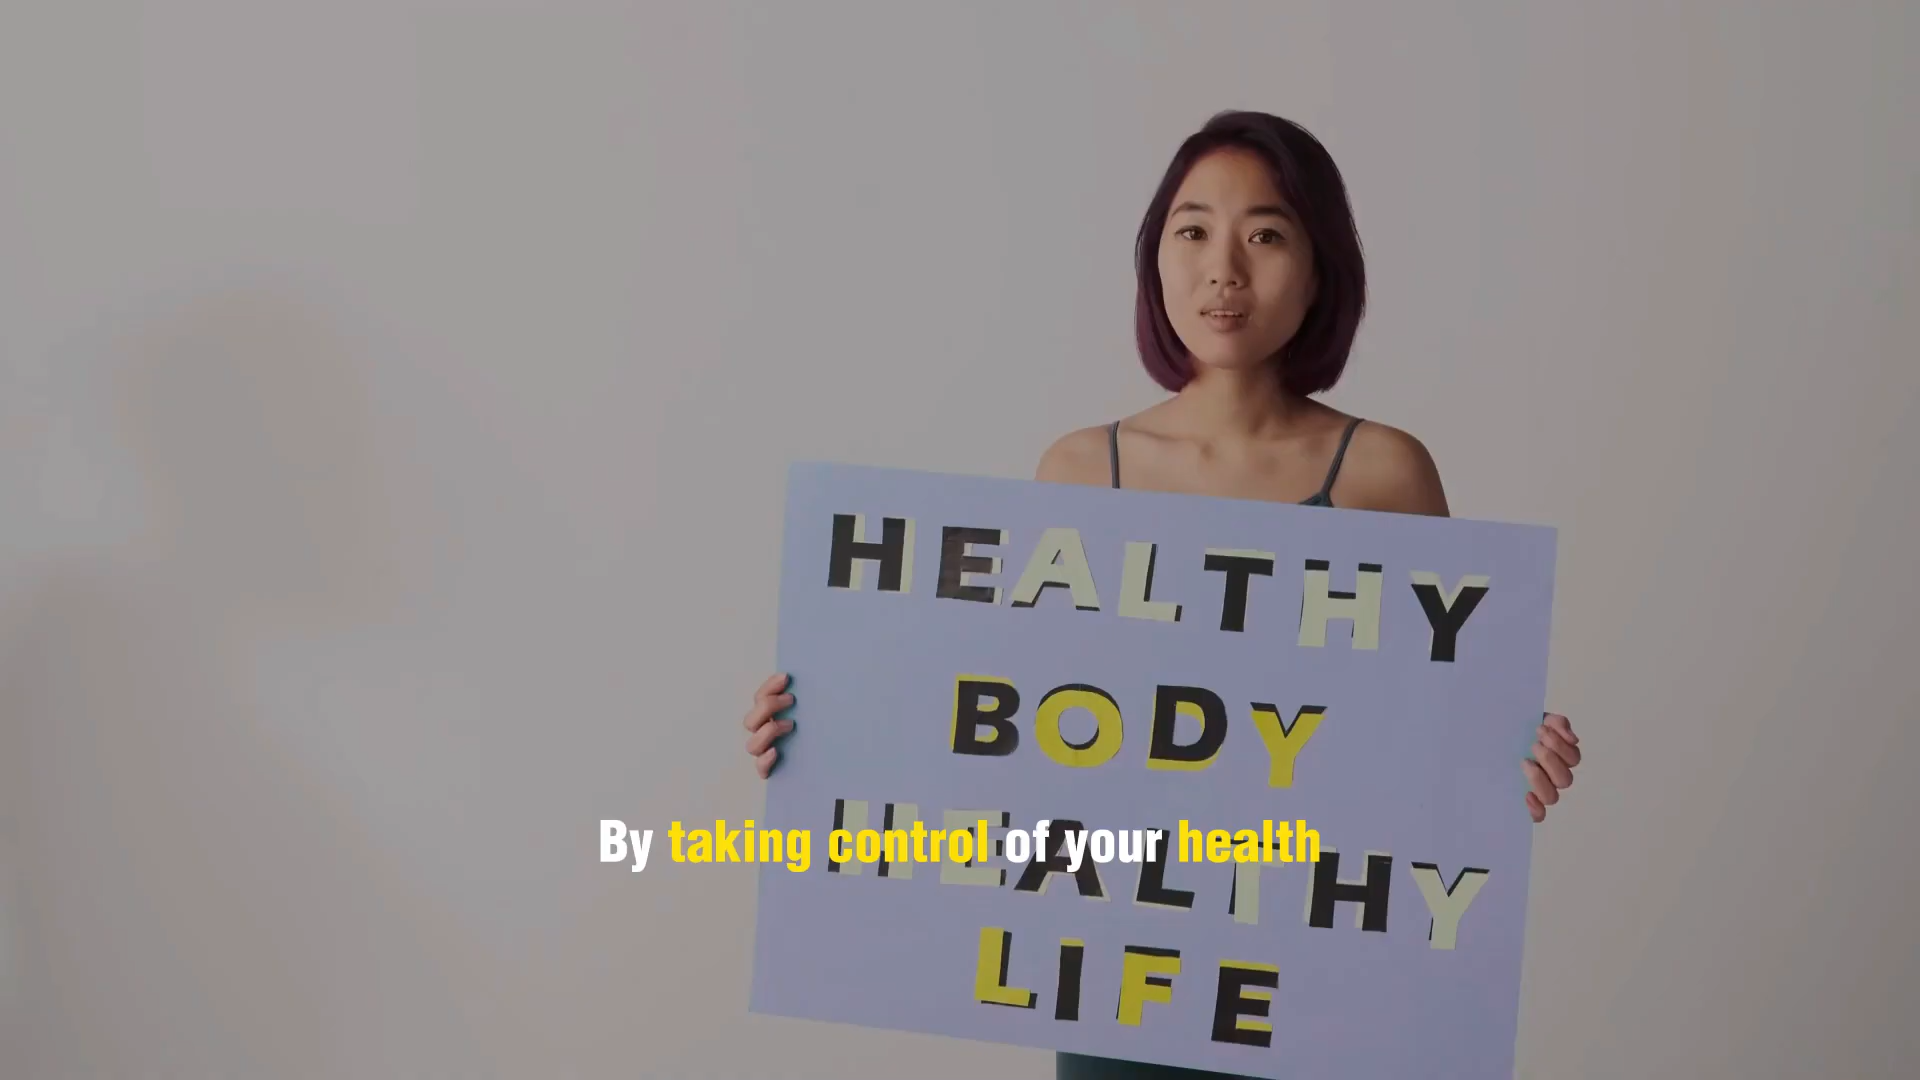 HEALTHY
BODY
HEALTHY
LIFE
By taking control of your health